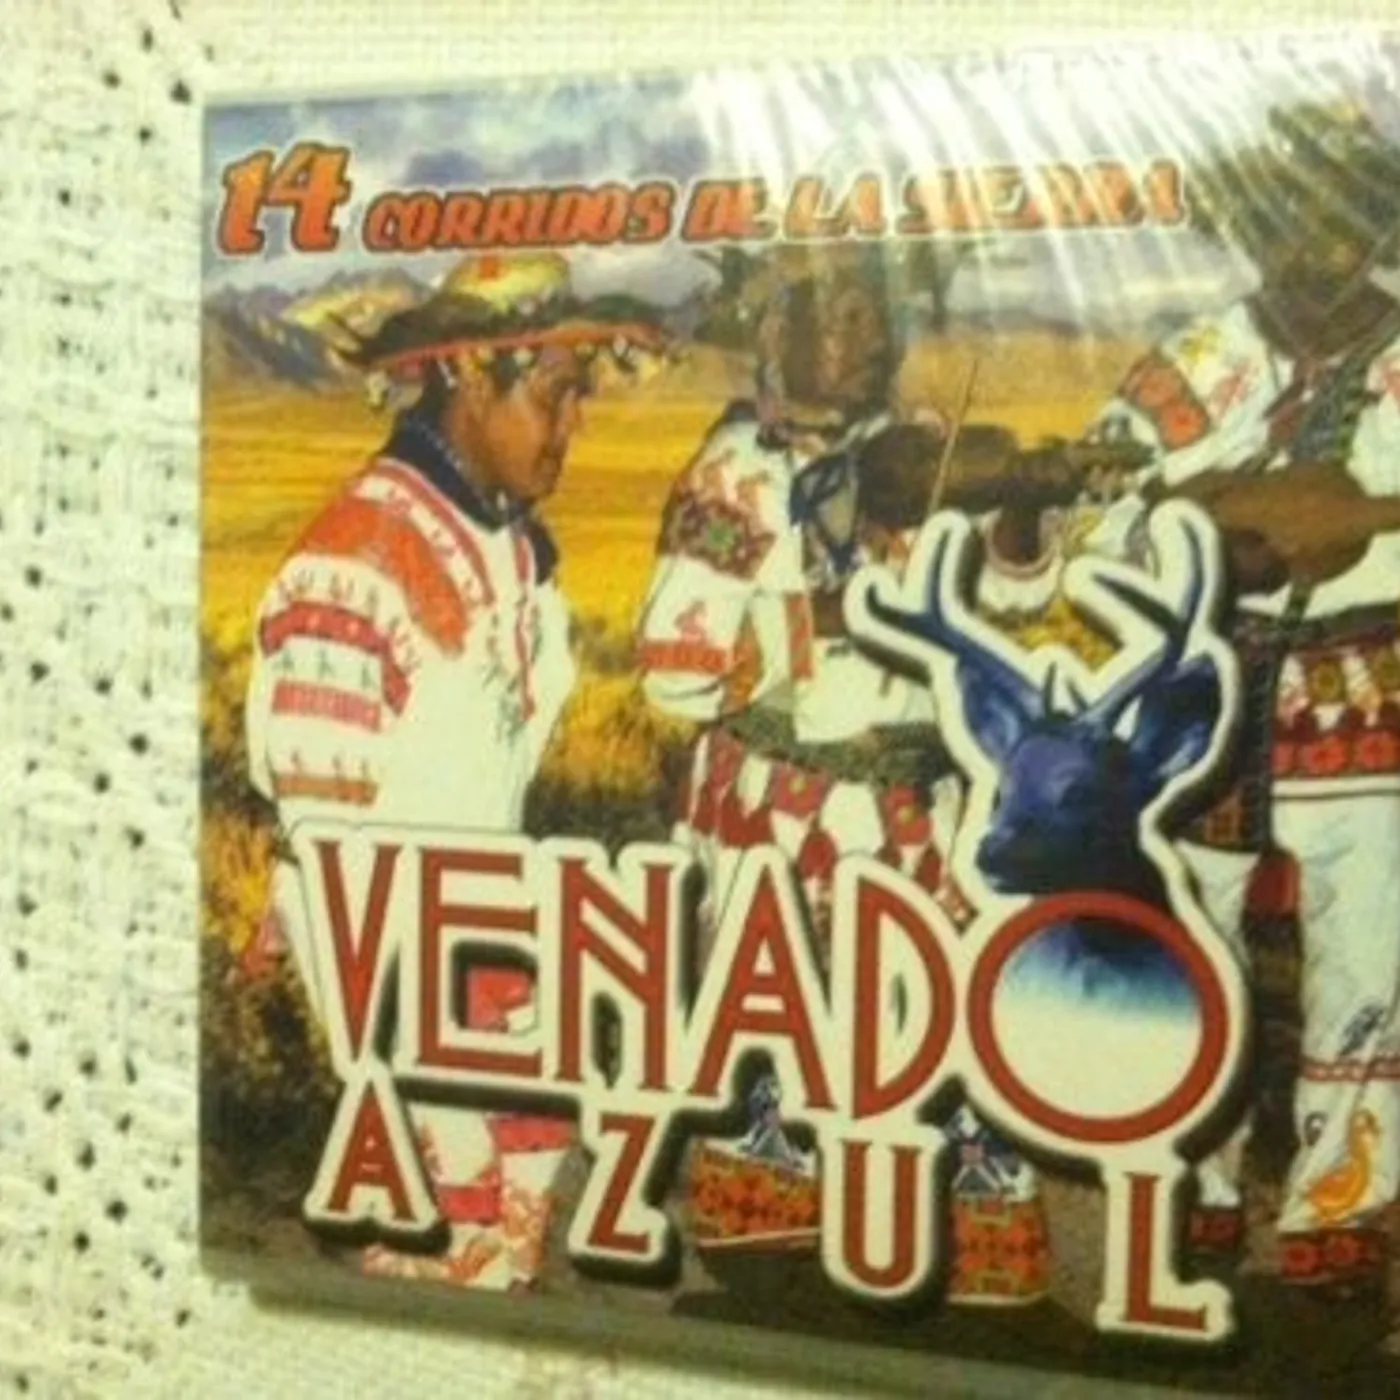 14 CORRIDOS DE LA SIERRA
VENADO
AZUL